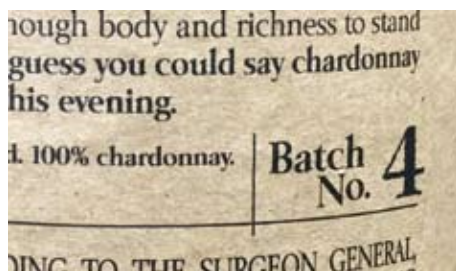 nough body and richness to stand
guess you could say chardonnay
his evening.
d. 100% chardonnay.
Batch
No. 4
DING TO THE SURGEON GENERAL,